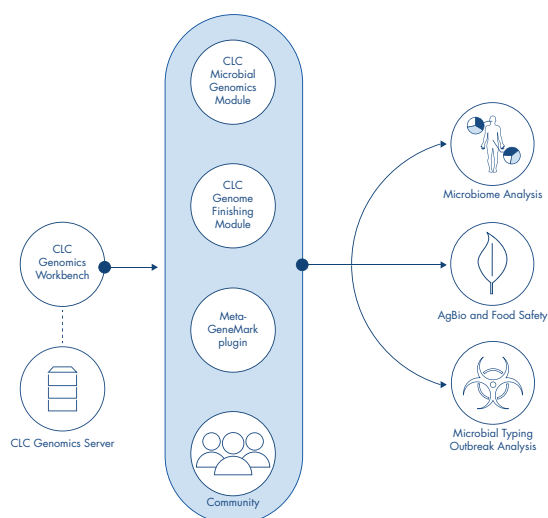 CLC
Microbial
Genomics
Module
CLC
Genome
Finishing
Module
CLC
Genomics
Workbench
Meta-
GeneMark
plugin
CLC Genomics Server
Community
Microbiome Analysis
AgBio and Food Safety
Microbial Typing
Outbreak Analysis